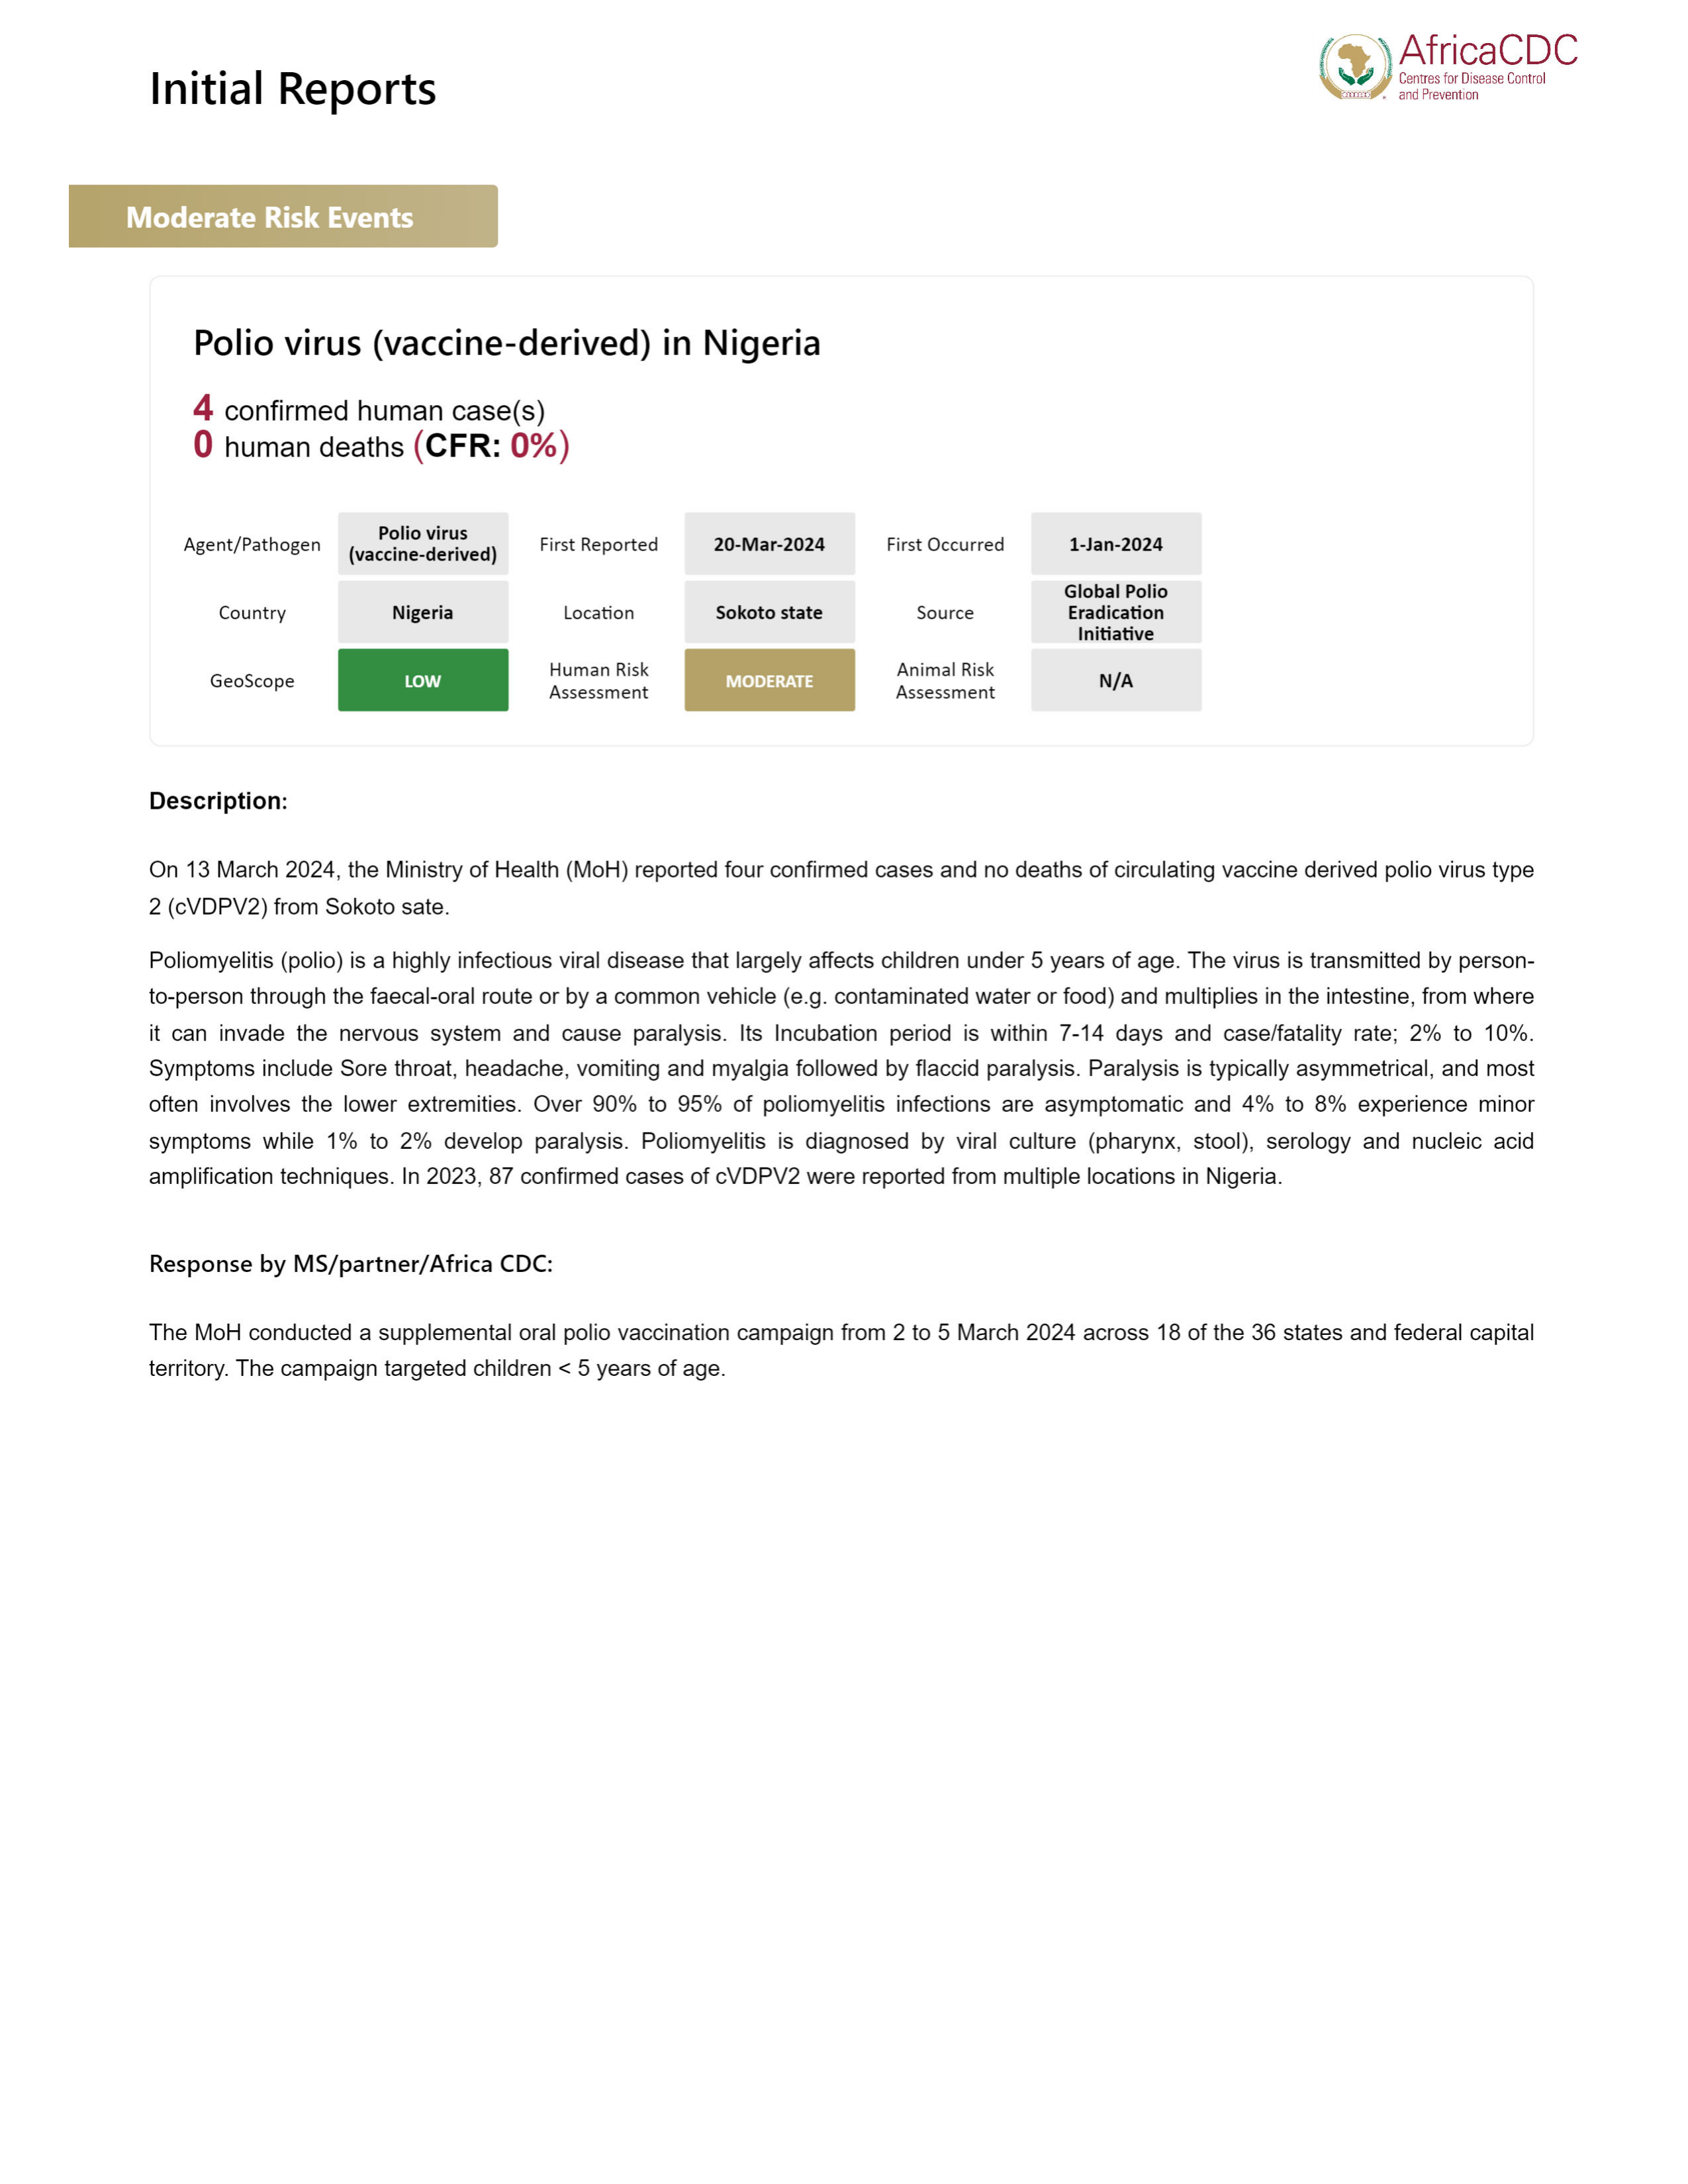 Initial Reports
AfricaCDC
Centres for Disease Control
and Prevention
Moderate Risk Events
Polio virus (vaccine-derived) in Nigeria
4 confirmed human case(s)
0 human deaths (CFR: 0%)
Agent/Pathogen
Polio virus
(vaccine-derived)
First Reported
20-Mar-2024
First Occurred
1-Jan-2024
Country
Nigeria
Location
Sokoto state
Source
Global Polio
Eradication
Initiative
GeoScope
LOW
Human Risk
Assessment
MODERATE
Animal Risk
Assessment
N/A
Description:
On 13 March 2024, the Ministry of Health (MoH) reported four confirmed cases and no deaths of circulating vaccine derived polio virus type
2 (cVDPV2) from Sokoto sate.
Poliomyelitis (polio) is a highly infectious viral disease that largely affects children under 5 years of age. The virus is transmitted by person-
to-person through the faecal-oral route or by a common vehicle (e.g. contaminated water or food) and multiplies in the intestine, from where
it can invade the nervous system and cause paralysis. Its Incubation period is within 7-14 days and case/fatality rate; 2% to 10%.
Symptoms include Sore throat, headache, vomiting and myalgia followed by flaccid paralysis. Paralysis is typically asymmetrical, and most
often involves the lower extremities. Over 90% to 95% of poliomyelitis infections are asymptomatic and 4% to 8% experience minor
symptoms while 1% to 2% develop paralysis. Poliomyelitis is diagnosed by viral culture (pharynx, stool), serology and nucleic acid
amplification techniques. In 2023, 87 confirmed cases of cVDPV2 were reported from multiple locations in Nigeria.
Response by MS/partner/Africa CDC:
The MoH conducted a supplemental oral polio vaccination campaign from 2 to 5 March 2024 across 18 of the 36 states and federal capital
territory. The campaign targeted children < 5 years of age.